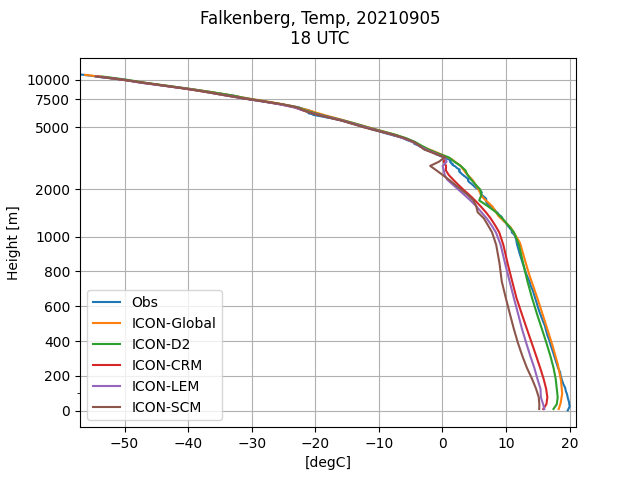 Falkenberg, Temp, 20210905
18 UTC
10000
7500
5000
2000
1000
800
600
400
200
0
Height [m]
Obs
ICON-Global
ICON-D2
ICON-CRM
ICON-LEM
ICON-SCM
−50 −40 −30 −20 −10 0 10 20
[degC]